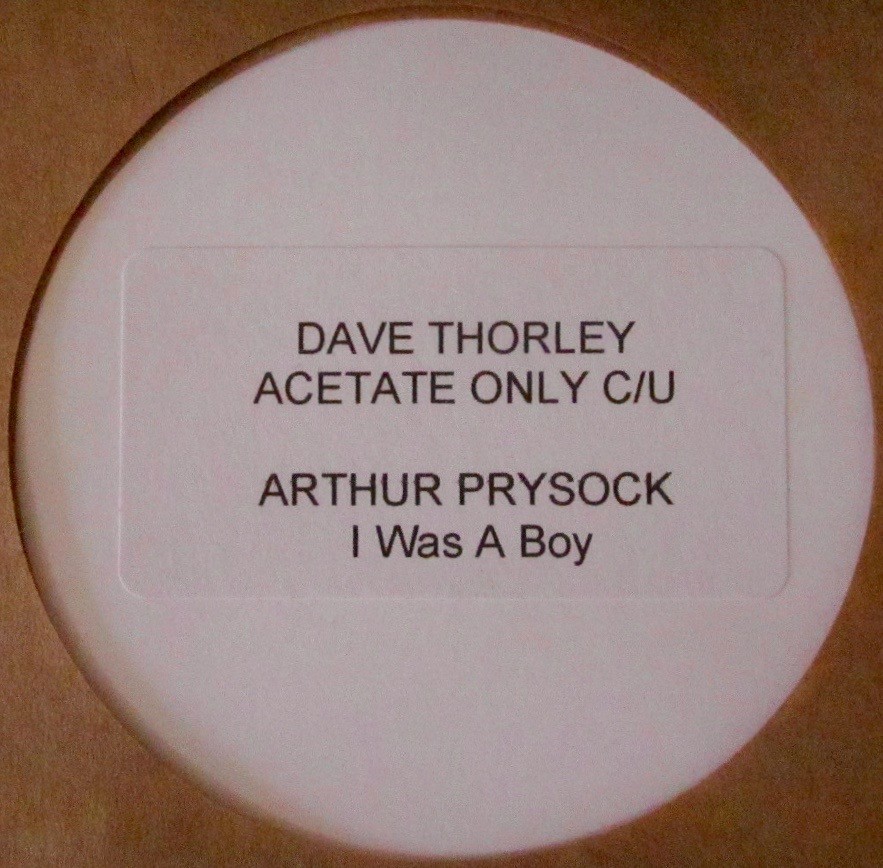 DAVE THORLEY
ACETATE ONLY C/U
ARTHUR PRYSOCK
I Was A Boy